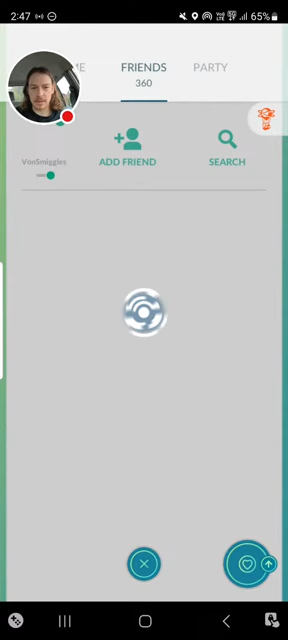 2:47
65%
ME
FRIENDS
PARTY
360
VonSmiggles
ADD FRIEND
SEARCH